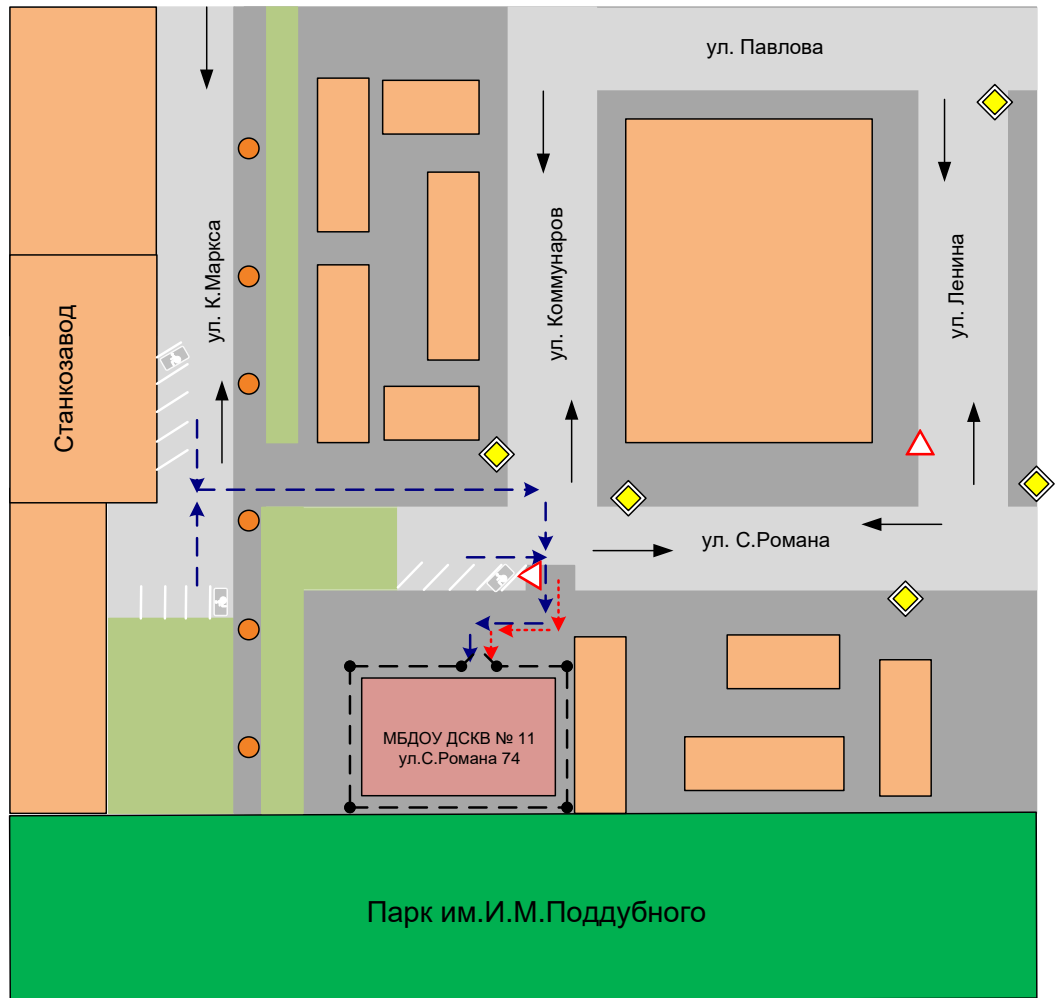 ул. Павлова
ул. К.Маркса
ул. Коммунаров
ул. Ленина
Станкозавод
ул. С.Романа
МБДОУ ДСКВ № 11
ул.С.Романа 74
Парк им.И.М.Поддубного